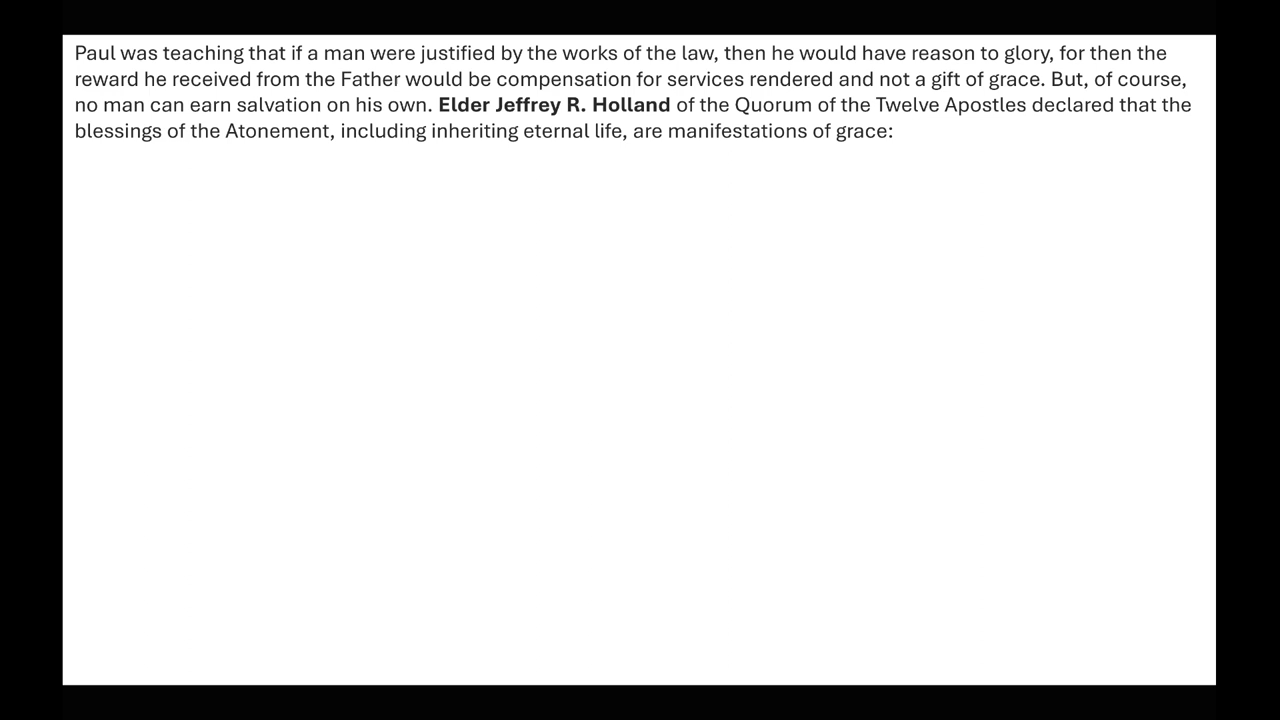 Paul was teaching that if a man were justified by the works of the law, then he would have reason to glory, for then the
reward he received from the Father would be compensation for services rendered and not a gift of grace. But, of course,
no man can earn salvation on his own. Elder Jeffrey R. Holland of the Quorum of the Twelve Apostles declared that the
blessings of the Atonement, including inheriting eternal life, are manifestations of grace: